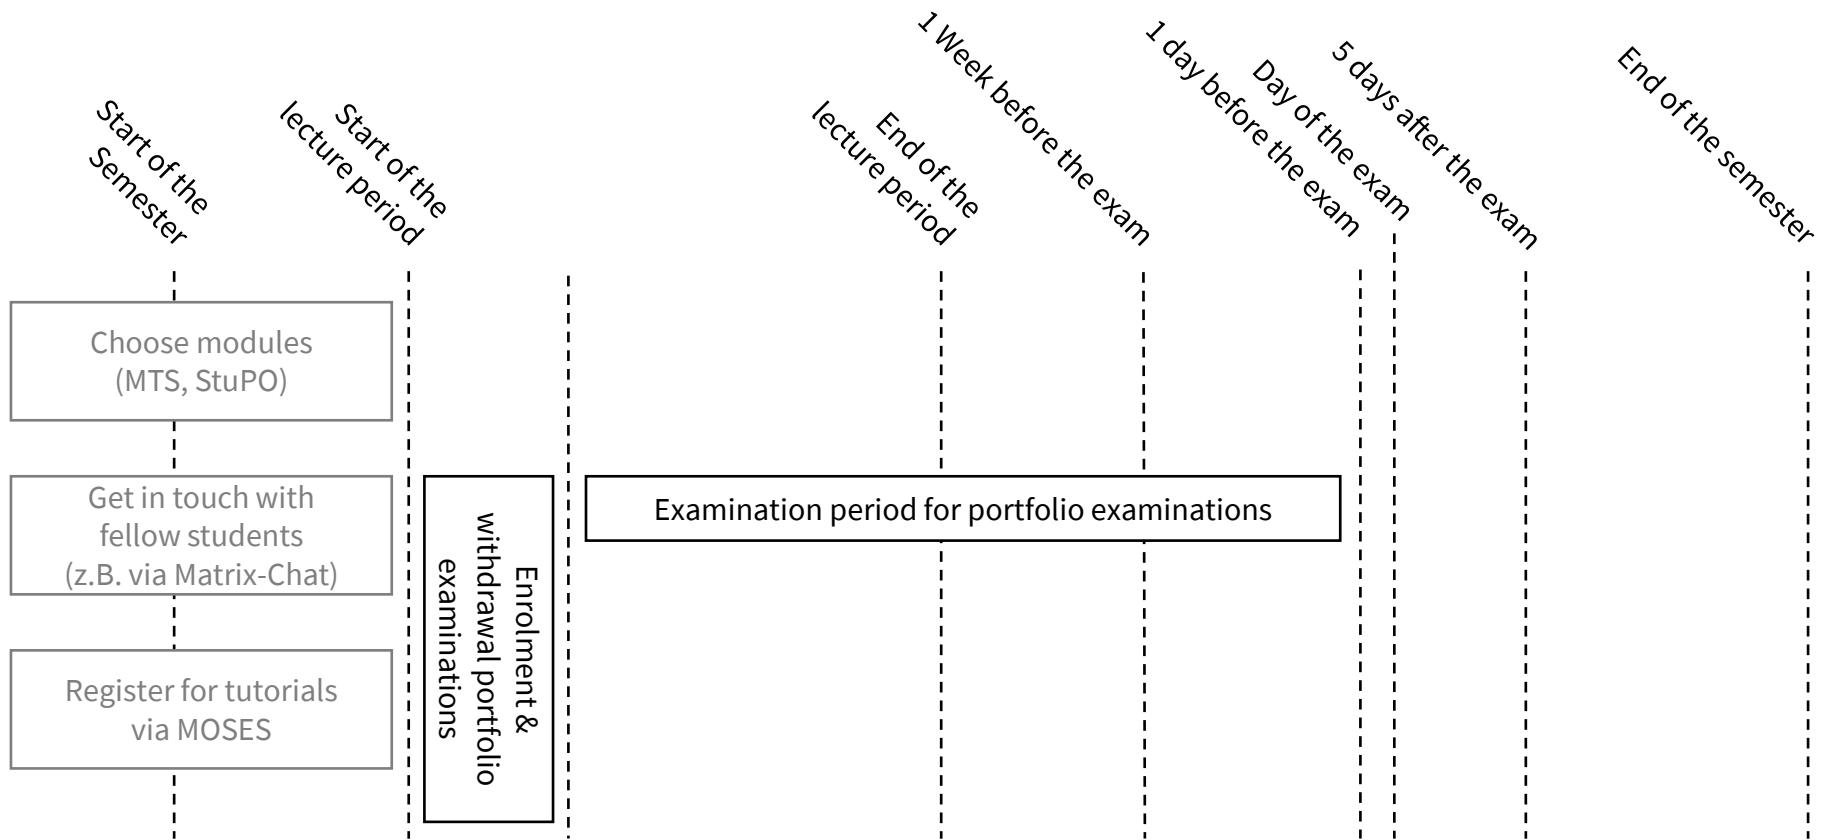 Start of the
Semester
Start of the
lecture period
End of the
lecture period
1 Week before the exam
1 day before the exam
Day of the exam
5 days after the exam
End of the semester
Choose modules
(MTS, StuPO)
Get in touch with
fellow students
(z.B. via Matrix-Chat)
Register for tutorials
via MOSES
Enrolment &
withdrawal portfolio
examinations
Examination period for portfolio examinations